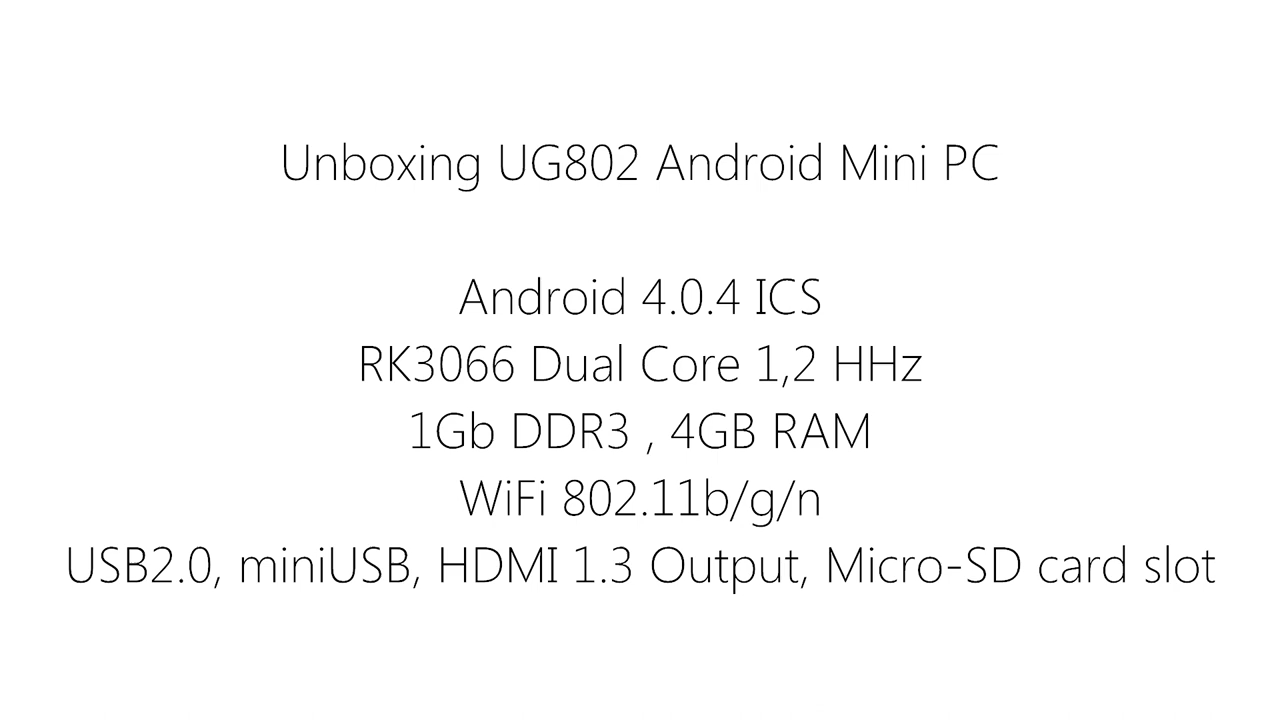 Unboxing UG802 Android Mini PC
Android 4.0.4 ICS
RK3066 Dual Core 1,2 HHz
1Gb DDR3 , 4GB RAM
WiFi 802.11b/g/n
USB2.0, miniUSB, HDMI 1.3 Output, Micro-SD card slot